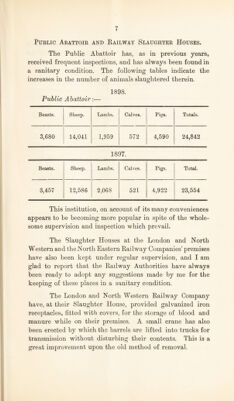 7
Public Abattoir and Railway Slaughter Houses.
The Public Abattoir has, as in previous years,
received frequent inspections, and has always been found in
a sanitary condition. The following tables indicate the
increases in the number of animals slaughtered therein.
1898.
Public Abattoir :—
Beasts. Sheep. Lambs. Calves. Pigs. Totals.
3,680 14,041 1,959 572 4,590 24,842
1897.
Beasts. Sheep. Lambs. Calves. Pigs. Total.
3,457 12,586 2,068 521 4,922 23,554
This institution, on account of its many conveniences
appears to be becoming more popular in spite of the whole-
some supervision and inspection which prevail.
The Slaughter Houses at the London and North
Western and the North Eastern Railway Companies' premises
have also been kept under regular supervision, and I am
glad to report that the Railway Authorities have always
been ready to adopt any suggestions made by me for the
keeping of these places in a sanitary condition.
The London and North Western Railway Company
have, at their Slaughter House, provided galvanized iron
receptacles, fitted with covers, for the storage of blood and
manure while on their premises. A small crane has also
been erected by which the barrels are lifted into trucks for
transmission without disturbing their contents. This is a
great improvement upon the old method of removal.